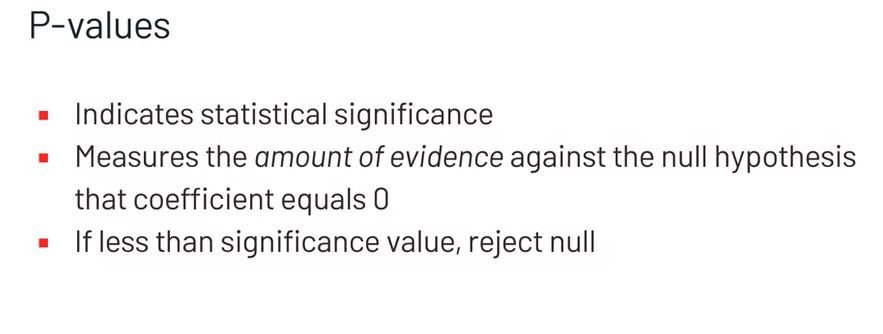 P-values
Indicates statistical significance
Measures the amount of evidence against the null hypothesis
that coefficient equals 0
If less than significance value, reject null